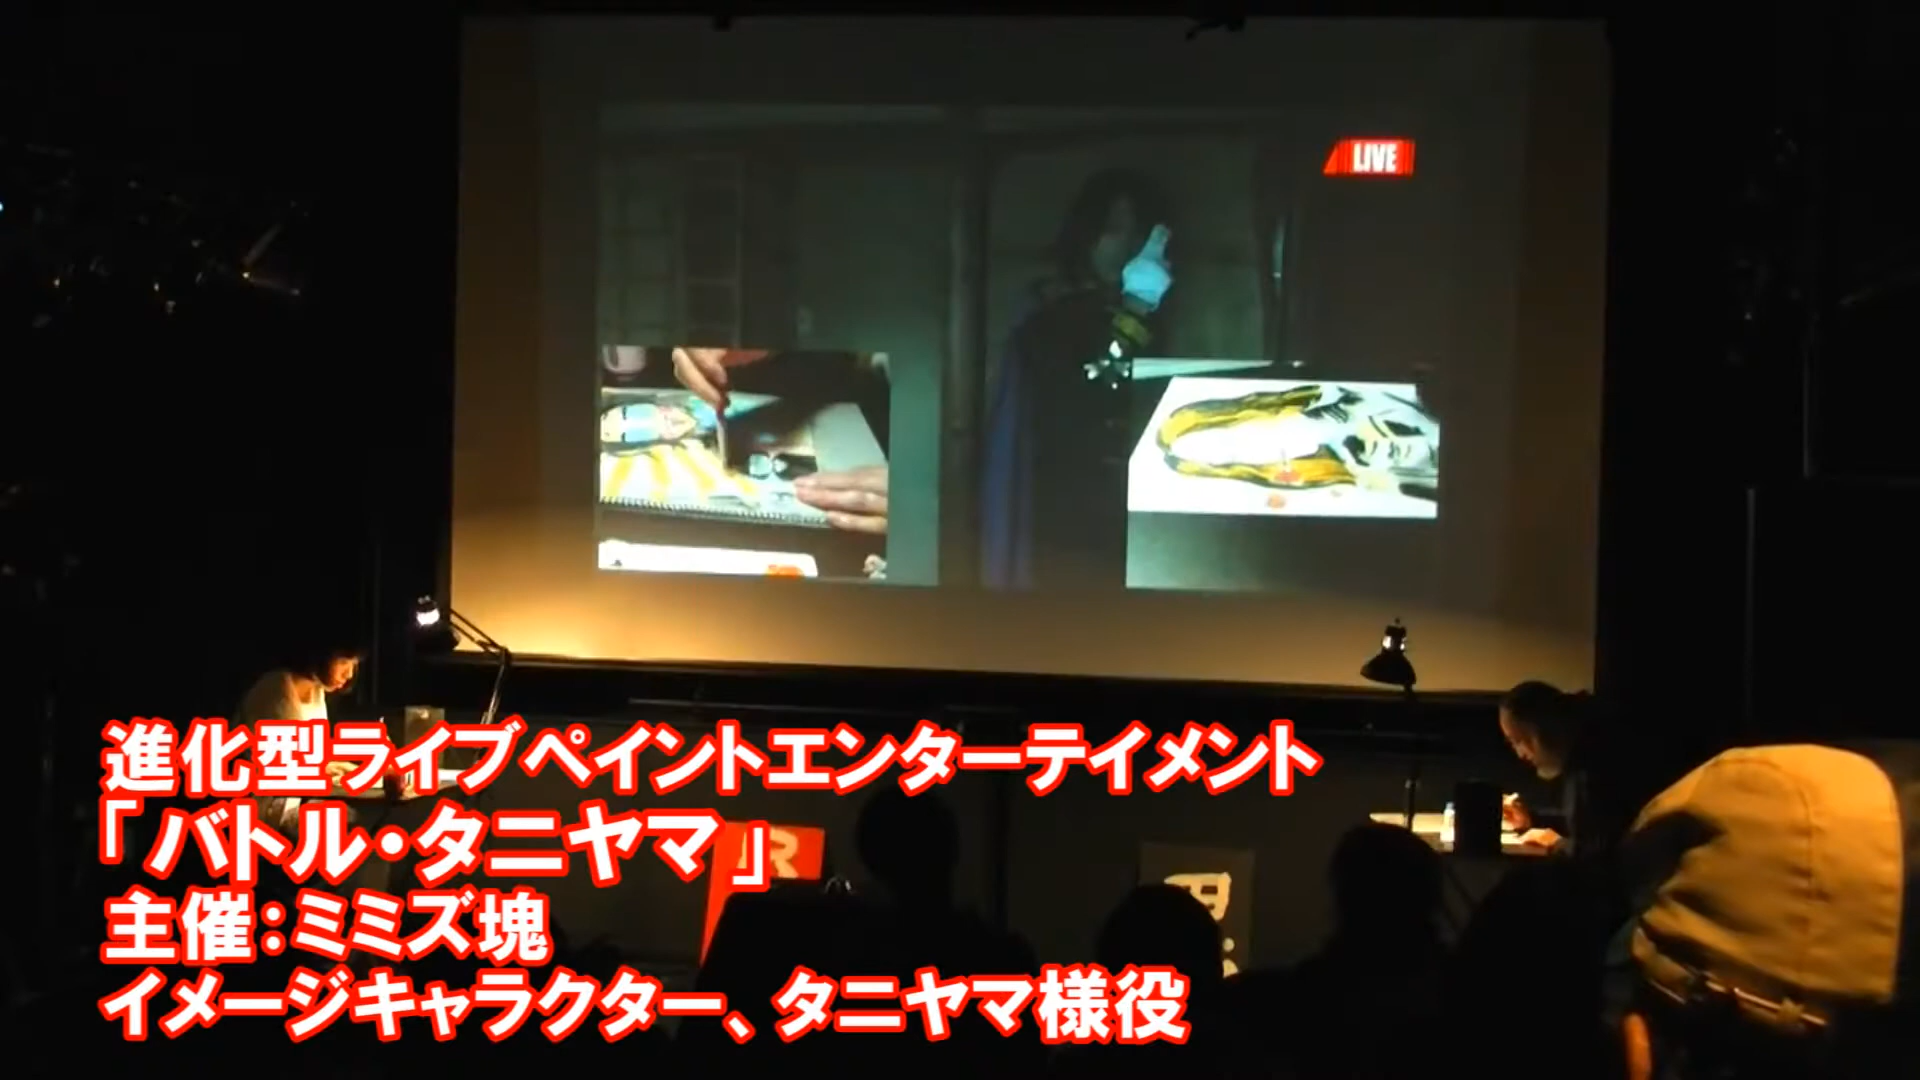 LIVE
進化型ライブペイントエンターテイメント
「バトル・タニヤマ」
主催：ミミズ塊
イメージキャラクター、タニヤマ様役